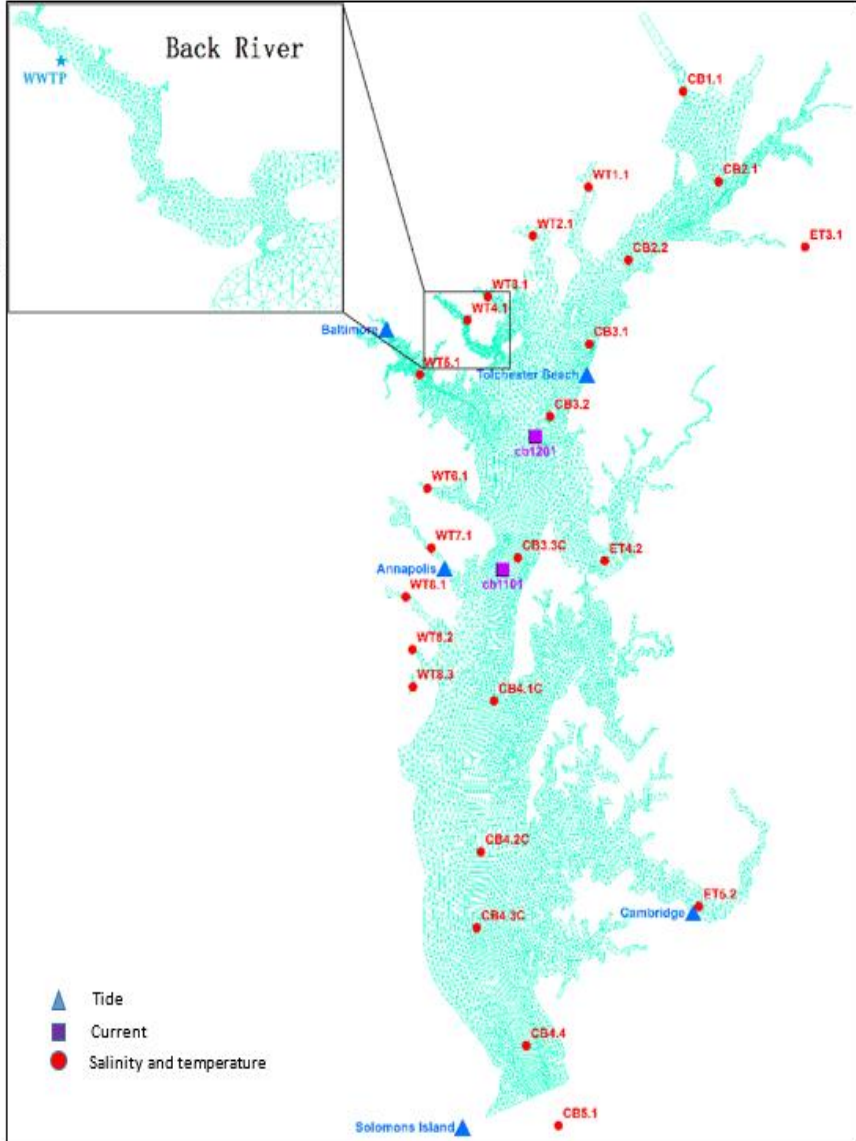 Back River
WWTP
CB1.1
CB2.1
WT1.1
WT2.1
ET3.1
CB2.2
WT3.1
WT4.1
Baltimore
CB3.1
WT5.1
Tolchester Beach
CB3.2
cb1201
WT6.1
WT7.1
CB3.3C
ET4.2
Annapolis
cb1101
WT8.1
WT8.2
WT8.3
CB4.1C
CB4.2C
ET5.2
Cambridge
CB4.3C
Tide
Current
CB4.4
Salinity and temperature
CB5.1
Solomons Island